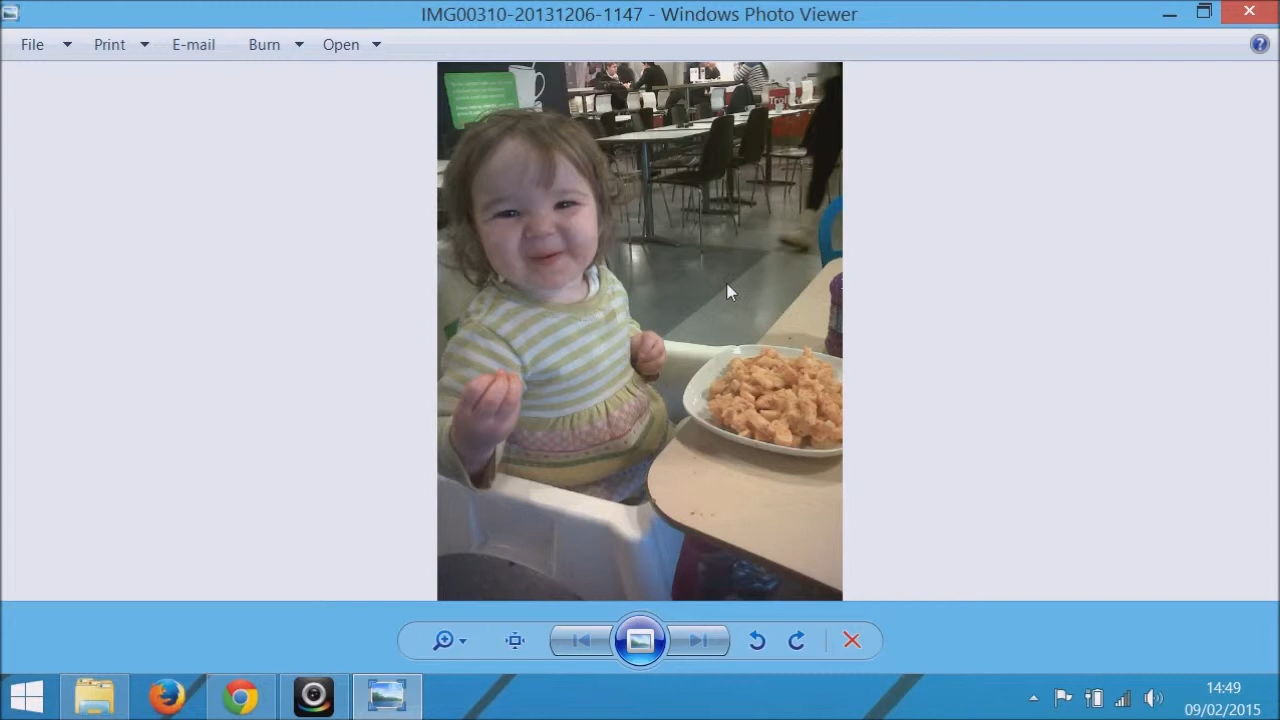 IMG00310-20131206-1147 - Windows Photo Viewer
File Print E-mail Burn Open
14:49
09/02/2015